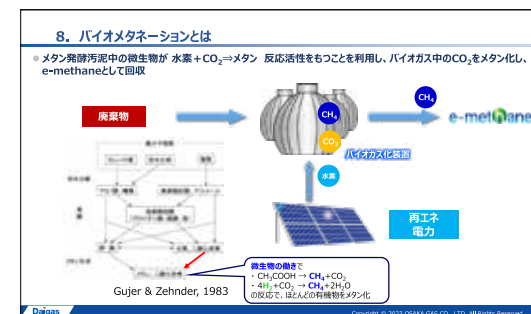 8. バイオメタネーションとは
メタン発酵汚泥中の微生物が 水素＋CO₂⇒メタン 反応活性をもつことを利用し、バイオガス中のCO₂をメタン化し、
e-methaneとして回収
廃棄物
CH₄
CO₂
バイオガス化装置
CH₄
e-methane
水素
再エネ
電力
微生物の働きで
・CH₃COOH → CH₄+CO₂
・4H₂+CO₂ → CH₄+2H₂O
の反応で、ほとんどの有機物をメタン化
Gujer & Zehnder, 1983
Daigas
Copyright © 2023 OSAKA GAS CO., LTD. All Rights Reserved